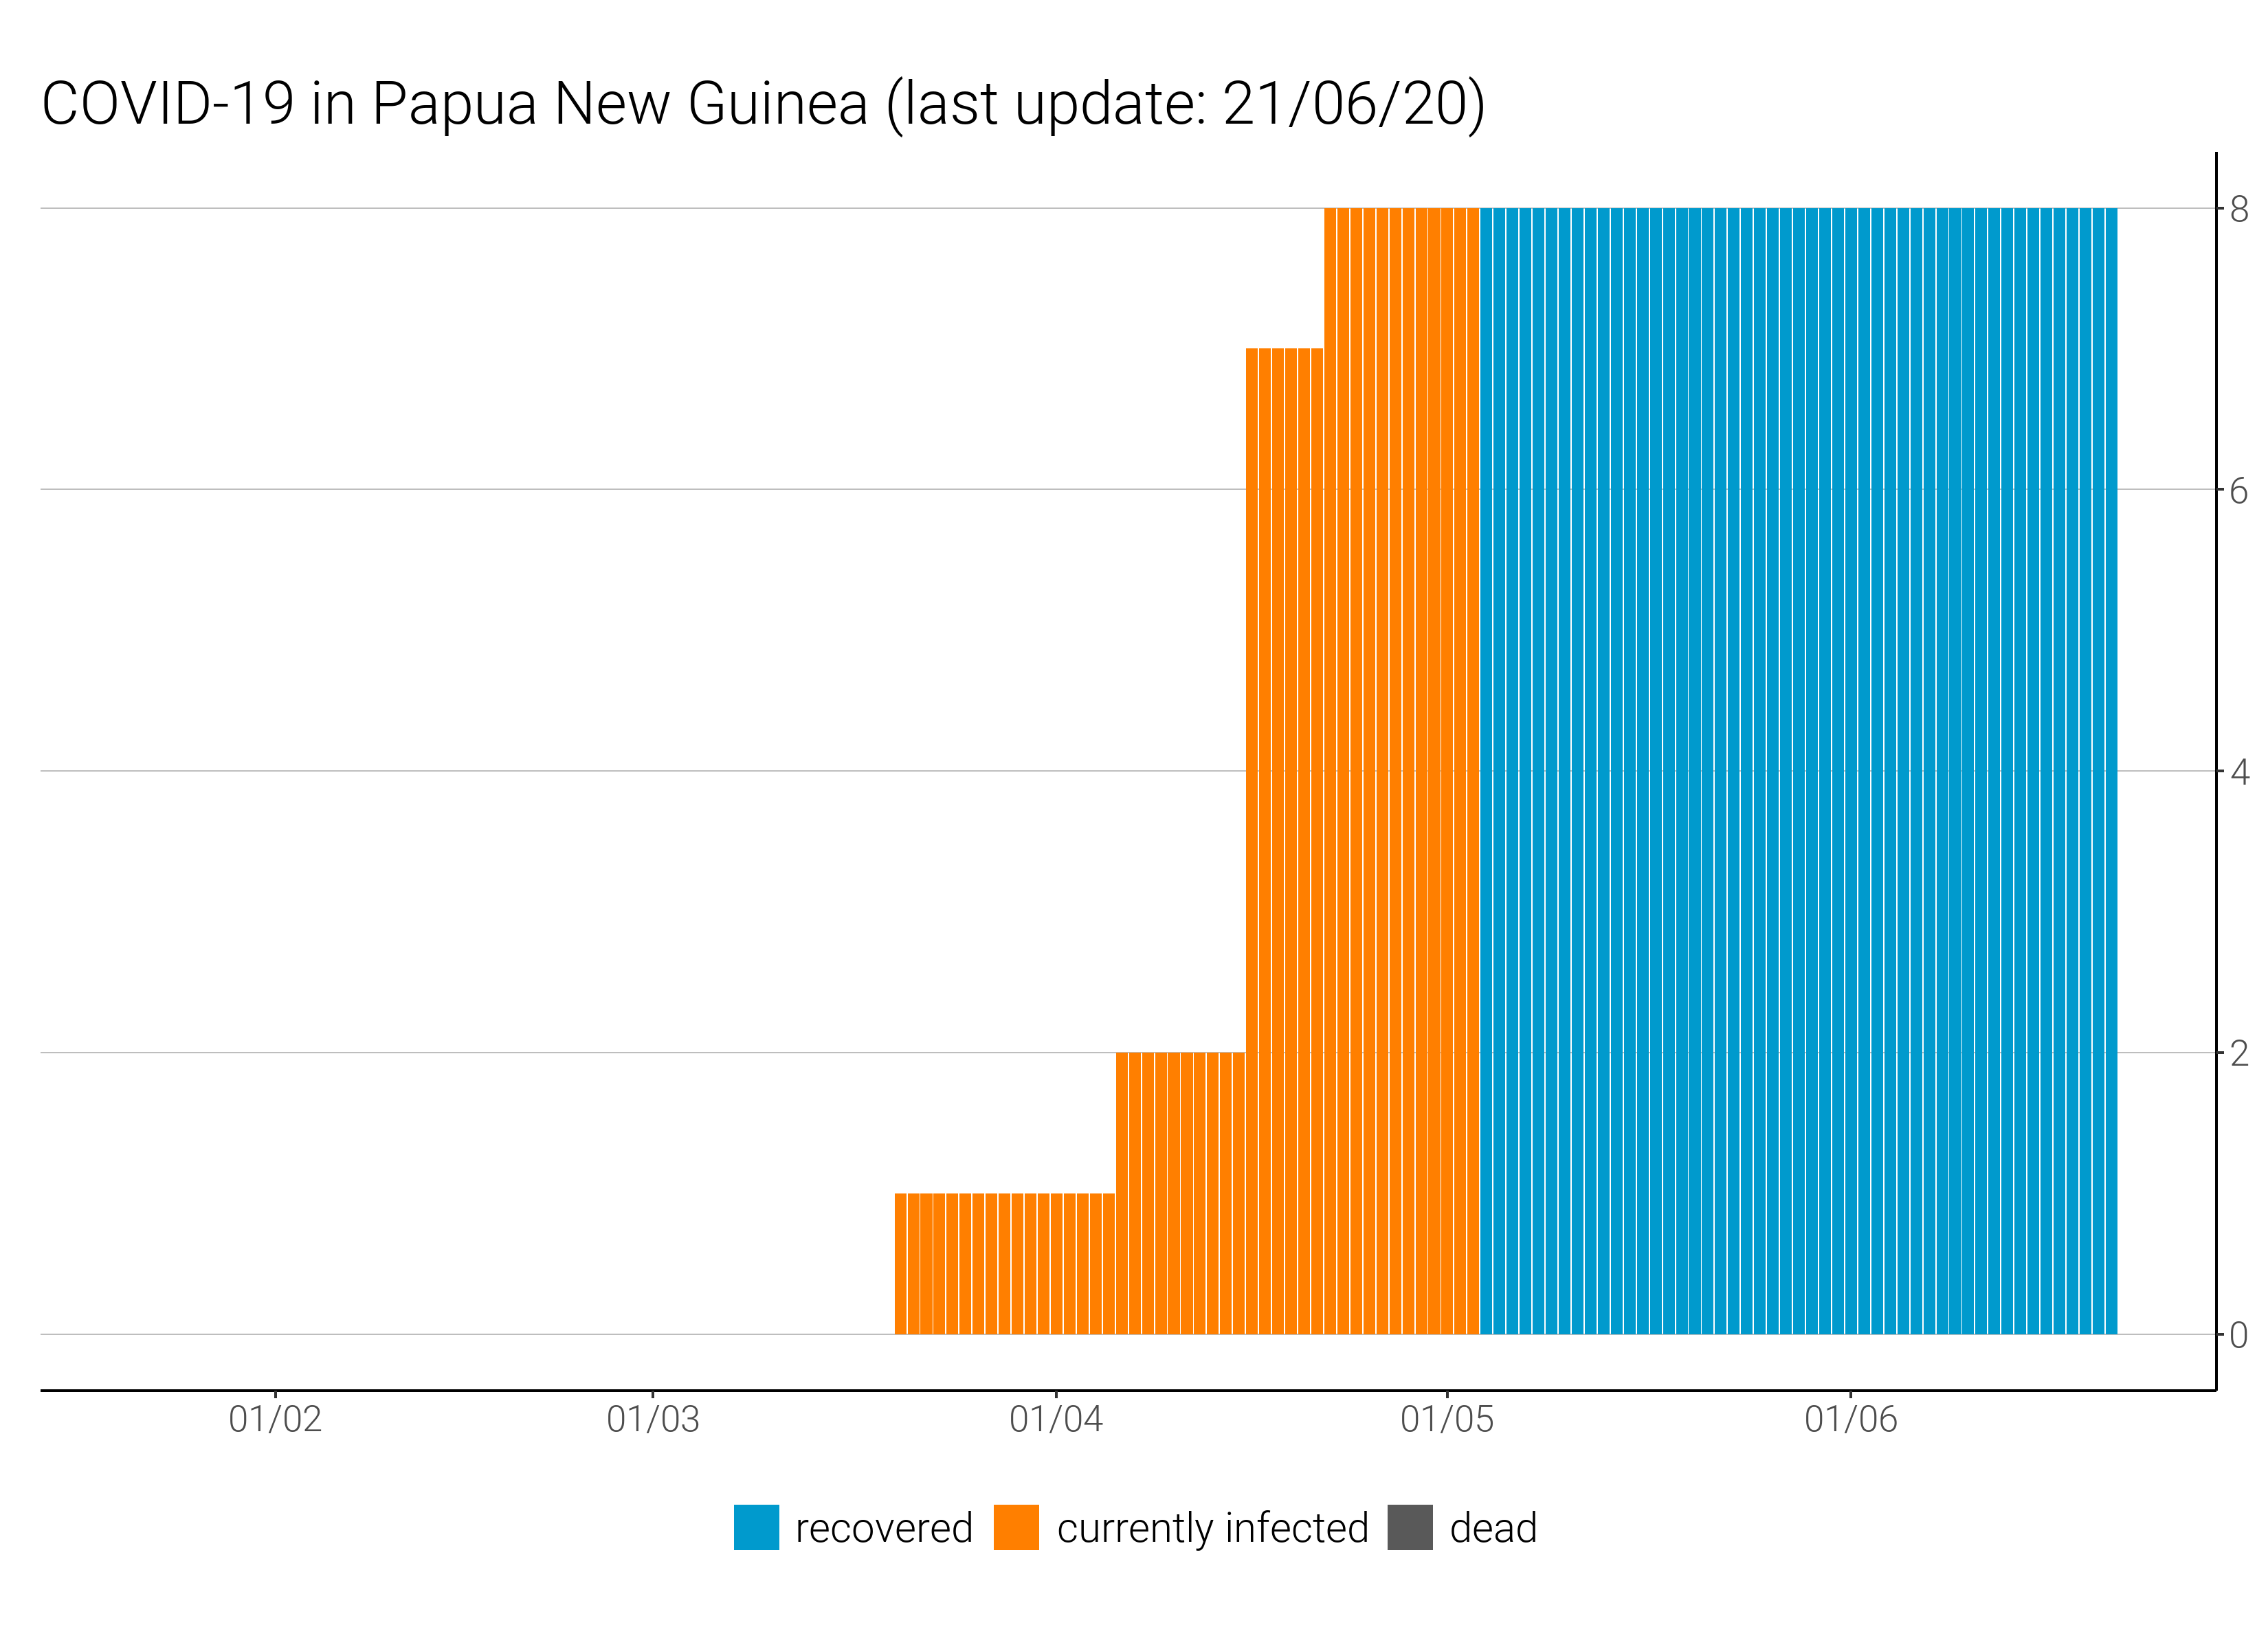 COVID-19 in Papua New Guinea (last update: 21/06/20)
8
6
4
2
0
01/02 01/03 01/04 01/05 01/06
recovered currently infected dead